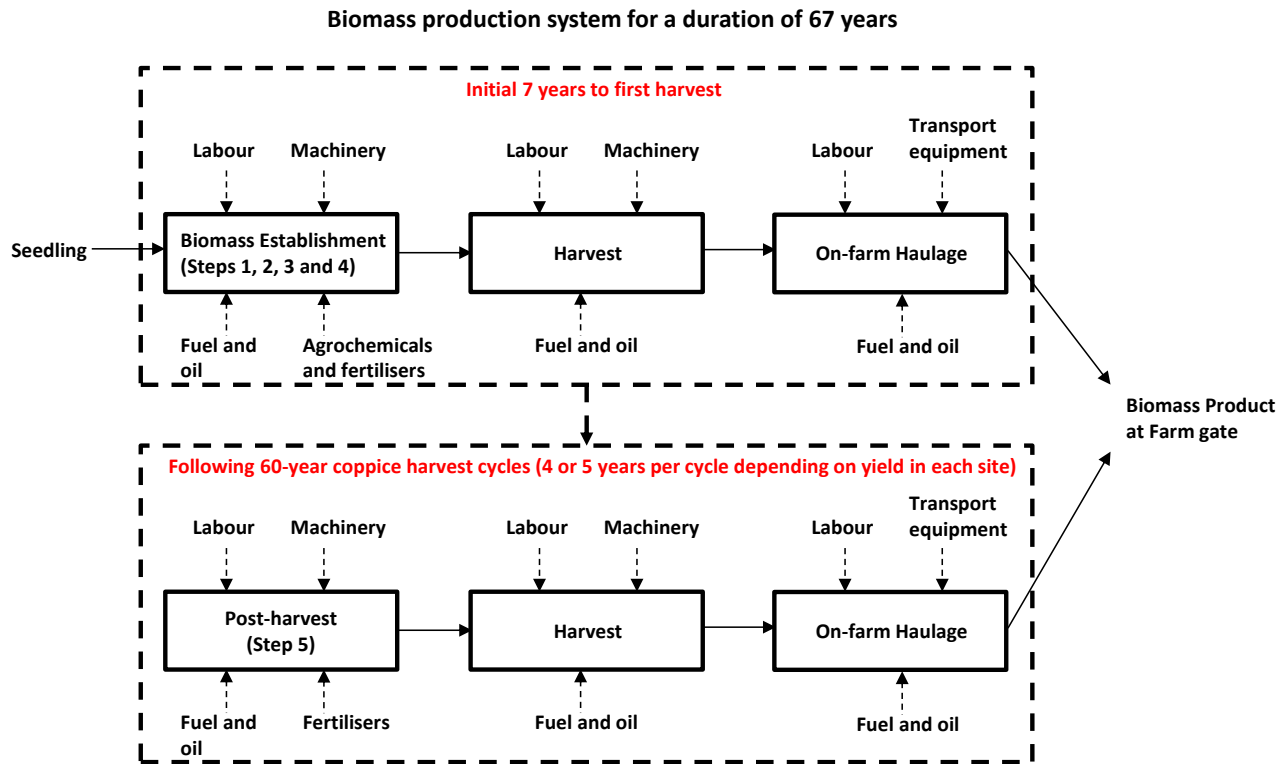 Biomass production system for a duration of 67 years
Initial 7 years to first harvest
Labour
Machinery
Labour
Machinery
Labour
Transport
equipment
Seedling
Biomass Establishment
(Steps 1, 2, 3 and 4)
Harvest
On-farm Haulage
Fuel and
oil
Agrochemicals
and fertilisers
Fuel and oil
Fuel and oil
Biomass Product
at Farm gate
Following 60-year coppice harvest cycles (4 or 5 years per cycle depending on yield in each site)
Labour
Machinery
Labour
Machinery
Labour
Transport
equipment
Post-harvest
(Step 5)
Harvest
On-farm Haulage
Fuel and
oil
Fertilisers
Fuel and oil
Fuel and oil